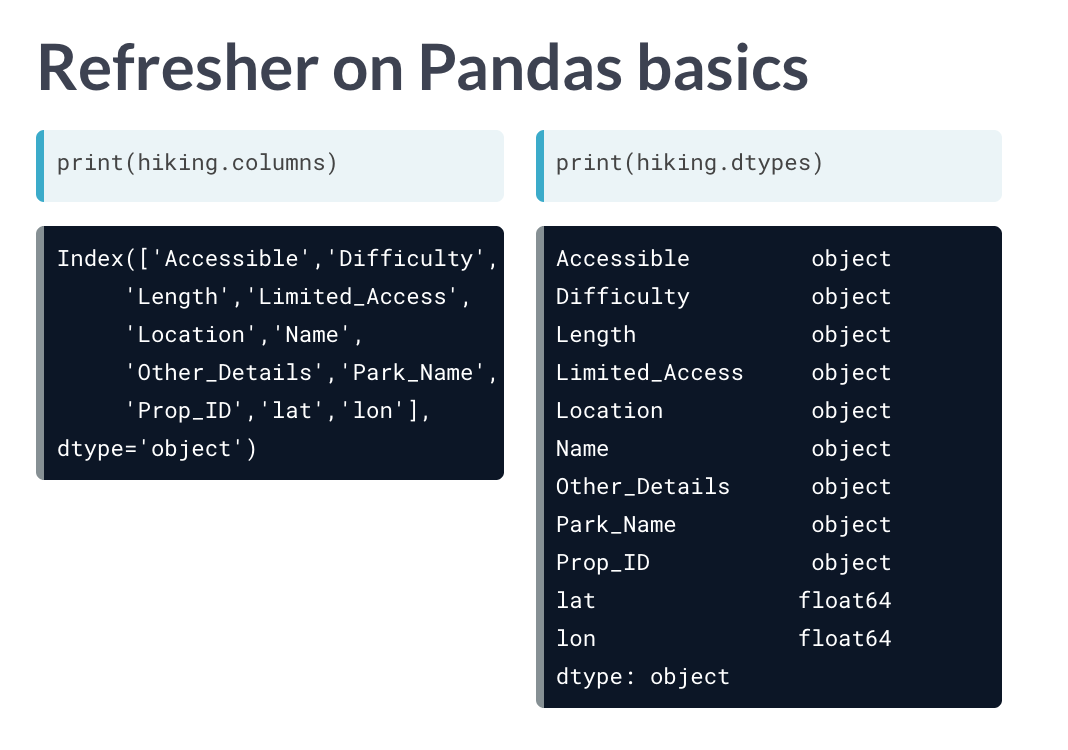 Refresher on Pandas basics
print(hiking.columns)
Index(['Accessible','Difficulty',
'Length','Limited_Access',
'Location','Name',
'Other_Details','Park_Name',
'Prop_ID','lat','lon'],
dtype='object')
print(hiking.dtypes)
Accessible         object
Difficulty         object
Length             object
Limited_Access     object
Location           object
Name               object
Other_Details      object
Park_Name          object
Prop_ID            object
lat               float64
lon               float64
dtype: object